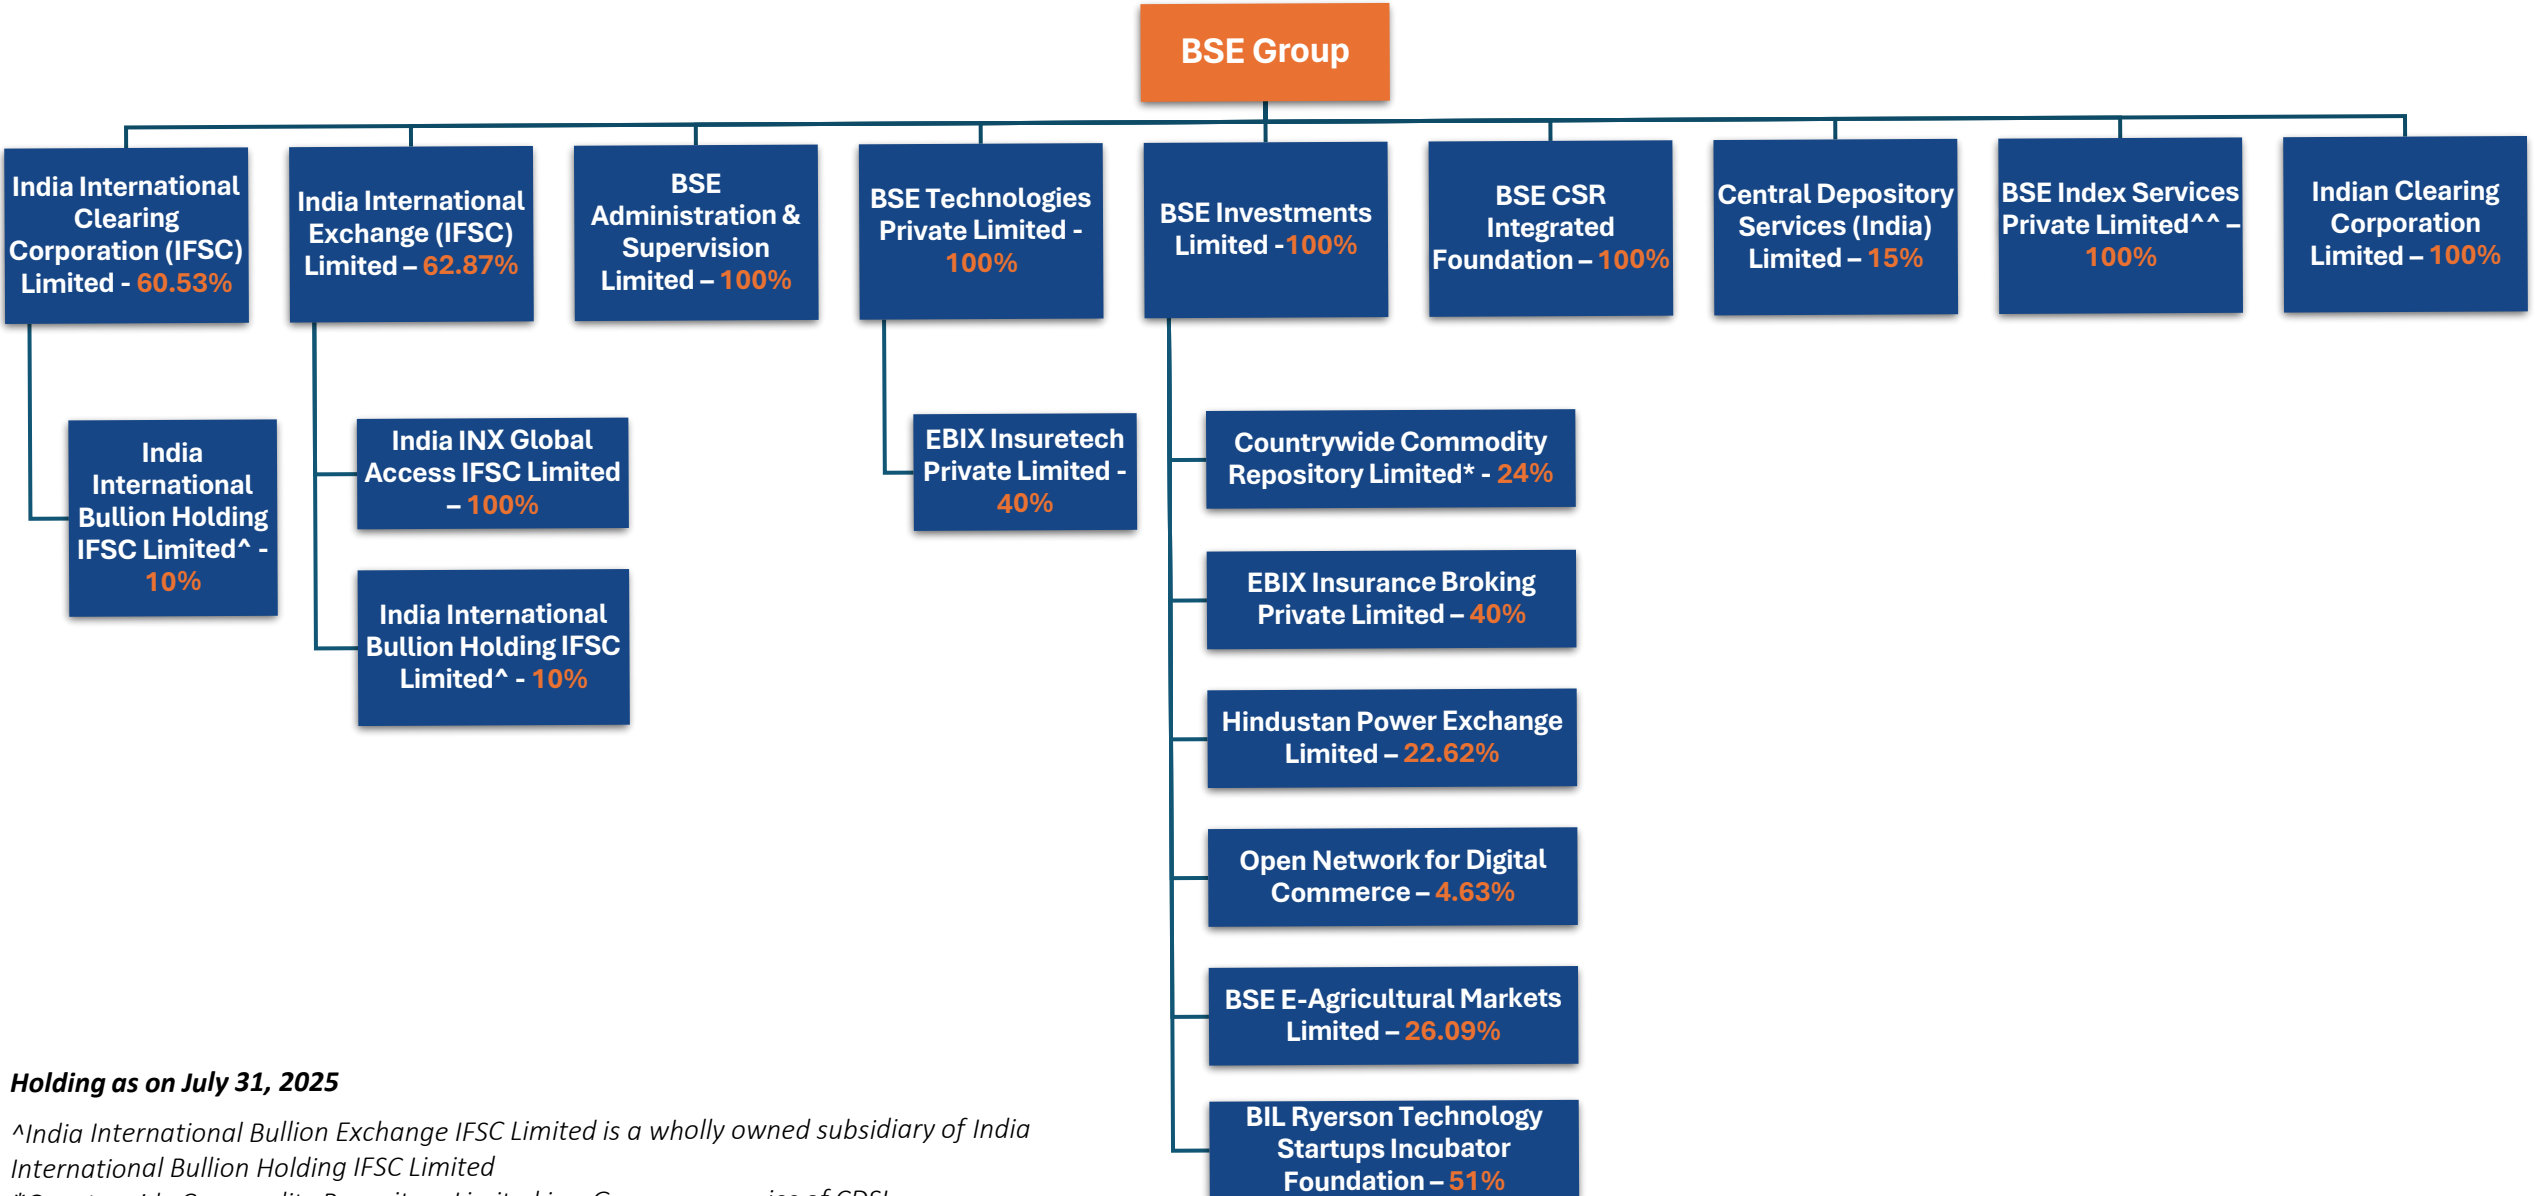 BSE Group
India International
Clearing
Corporation (IFSC)
Limited - 60.53%
India International
Exchange (IFSC)
Limited – 62.87%
BSE
Administration &
Supervision
Limited – 100%
BSE Technologies
Private Limited -
100%
BSE Investments
Limited -100%
BSE CSR
Integrated
Foundation – 100%
Central Depository
Services (India)
Limited – 15%
BSE Index Services
Private Limited^^ –
100%
Indian Clearing
Corporation
Limited – 100%
India
International
Bullion Holding
IFSC Limited^ -
10%
India INX Global
Access IFSC Limited
– 100%
India International
Bullion Holding IFSC
Limited^ - 10%
EBIX Insuretech
Private Limited -
40%
Countrywide Commodity
Repository Limited* - 24%
EBIX Insurance Broking
Private Limited – 40%
Hindustan Power Exchange
Limited – 22.62%
Open Network for Digital
Commerce – 4.63%
BSE E-Agricultural Markets
Limited – 26.09%
BIL Ryerson Technology
Startups Incubator
Foundation – 51%
Holding as on July 31, 2025
^India International Bullion Exchange IFSC Limited is a wholly owned subsidiary of India
International Bullion Holding IFSC Limited